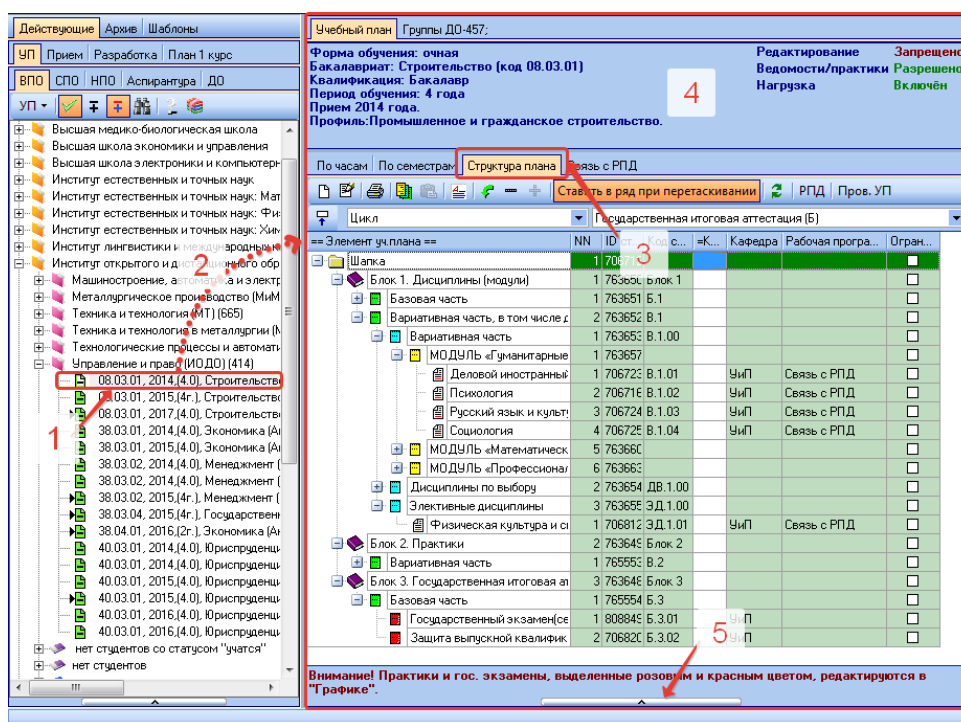 Действующие Архив Шаблоны
УП Прием Разработка План 1 курс
ВПО СПО НПО Аспирантура ДО
УП
Высшая медико-биологическая школа
Высшая школа экономики и управления
Высшая школа электроники и компьютерн
Институт естественных и точных наук
Институт естественных и точных наук: Мат
Институт естественных и точных наук: Физ
Институт естественных и точных наук: Хим
Институт лингвистики и международных к
Институт открытого и дистанционного обр
Машиностроение, автоматика и электр
Металлургическое производство (МиМ
Техника и технология (МТ) (665)
Техника и технология в металлургии (М
Технологические процессы и автомати
Управление и право (ИОДО) (414)
08.03.01, 2014,(4.0), Строительство
08.03.01, 2015,(4г.), Строительство
08.03.01, 2017,(4.0), Строительство
38.03.01, 2014,(4.0), Экономика (Ан
38.03.01, 2015,(4.0), Экономика (Ан
38.03.02, 2014,(4.0), Менеджмент (
38.03.02, 2014,(4.0), Менеджмент (
38.03.02, 2015,(4г.), Менеджмент (
38.03.04, 2015,(4г.), Государственн
38.04.01, 2016,(2г.), Экономика (Ан
40.03.01, 2014,(4.0), Юриспруденци
40.03.01, 2014,(4.0), Юриспруденци
40.03.01, 2015,(4.0), Юриспруденци
40.03.01, 2016,(4.0), Юриспруденци
40.03.01, 2016,(4.0), Юриспруденци
нет студентов со статусом "учатся"
нет студентов
1
2
Учебный план Группы ДО-457;
Форма обучения: очная
Бакалавриат: Строительство (код 08.03.01)
Квалификация: Бакалавр
Период обучения: 4 года
Прием 2014 года.
Профиль:Промышленное и гражданское строительство.
Редактирование Запрещено
Ведомости/практики Разрешено
Нагрузка Включён
4
По часам По семестрам Структура плана Связь с РПД
Ставить в ряд при перетаскивании РПД Пров. УП
Цикл Государственная итоговая аттестация (Б)
3
== Элемент уч.плана == NN ID ст... Код с... =К... Кафедра Рабочая програ... Огран...
Шапка 1
Блок 1. Дисциплины (модули) 1 Блок 1
Базовая часть 1 763651 Б.1
Вариативная часть, в том числе д 2 763652 В.1
Вариативная часть 1 763653 В.1.00
МОДУЛЬ «Гуманитарные 1 763657
Деловой иностранный 1 706723 В.1.01 УиП Связь с РПД
Психология 2 706716 В.1.02 УиП Связь с РПД
Русский язык и культу 3 706724 В.1.03 УиП Связь с РПД
Социология 4 706725 В.1.04 УиП Связь с РПД
МОДУЛЬ «Математическ 5 763660
МОДУЛЬ «Профессионал 6 763663
Дисциплины по выбору 2 763654 ДВ.1.00
Элективные дисциплины 3 763655 ЭД.1.00
Физическая культура и сп 1 706812 ЭД.1.01 УиП Связь с РПД
Блок 2. Практики 2 763649 Блок 2
Вариативная часть 1 765553 В.2
Блок 3. Государственная итоговая ат 3 763648 Блок 3
Базовая часть 1 765554 Б.3
Государственный экзамен(се 1 808849 Б.3.01 УиП
Защита выпускной квалифик 2 706820 Б.3.02 УиП
5
Внимание! Практики и гос. экзамены, выделенные розовым и красным цветом, редактируются в
"Графике".